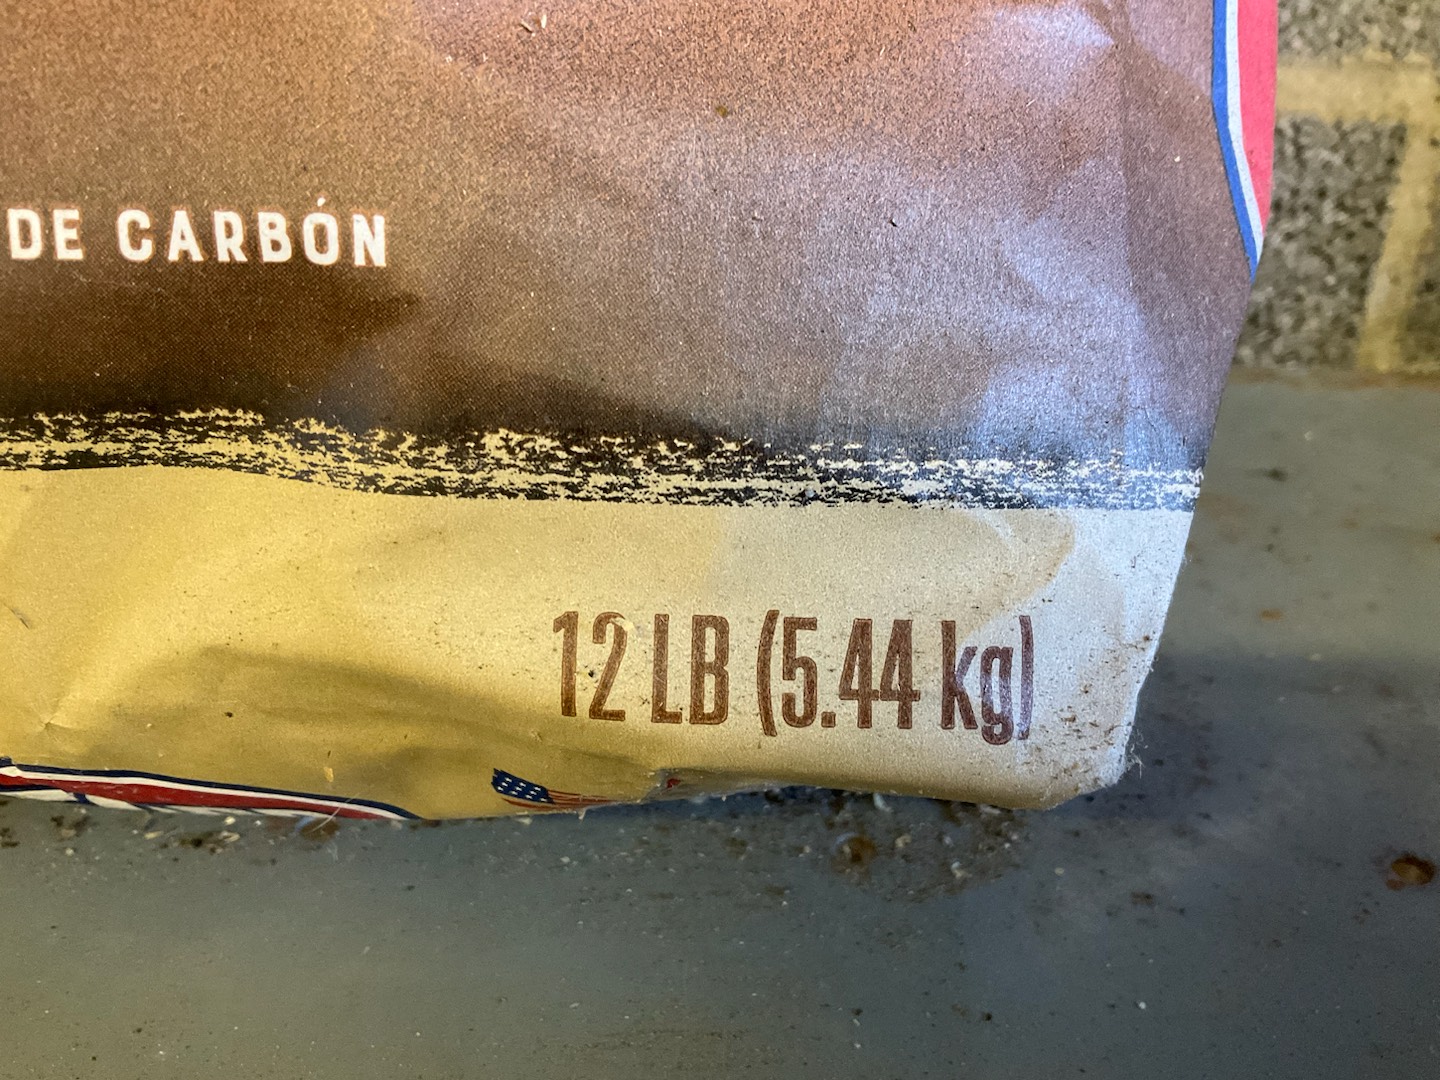 DE CARBÓN
12 LB (5.44 kg)